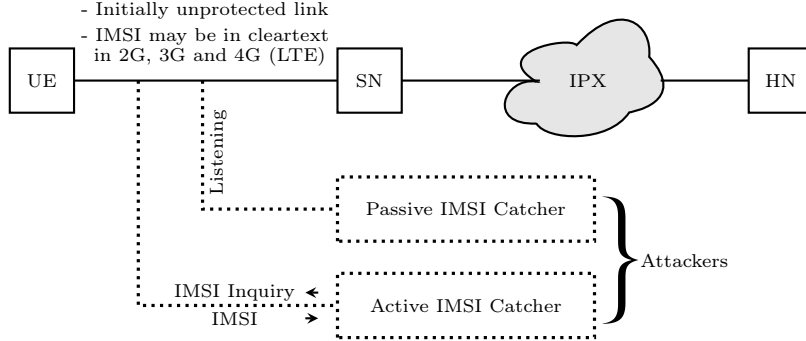 - Initially unprotected link
- IMSI may be in cleartext
in 2G, 3G and 4G (LTE)
UE
SN
IPX
HN
Listening
Passive IMSI Catcher
Attackers
IMSI Inquiry
Active IMSI Catcher
IMSI